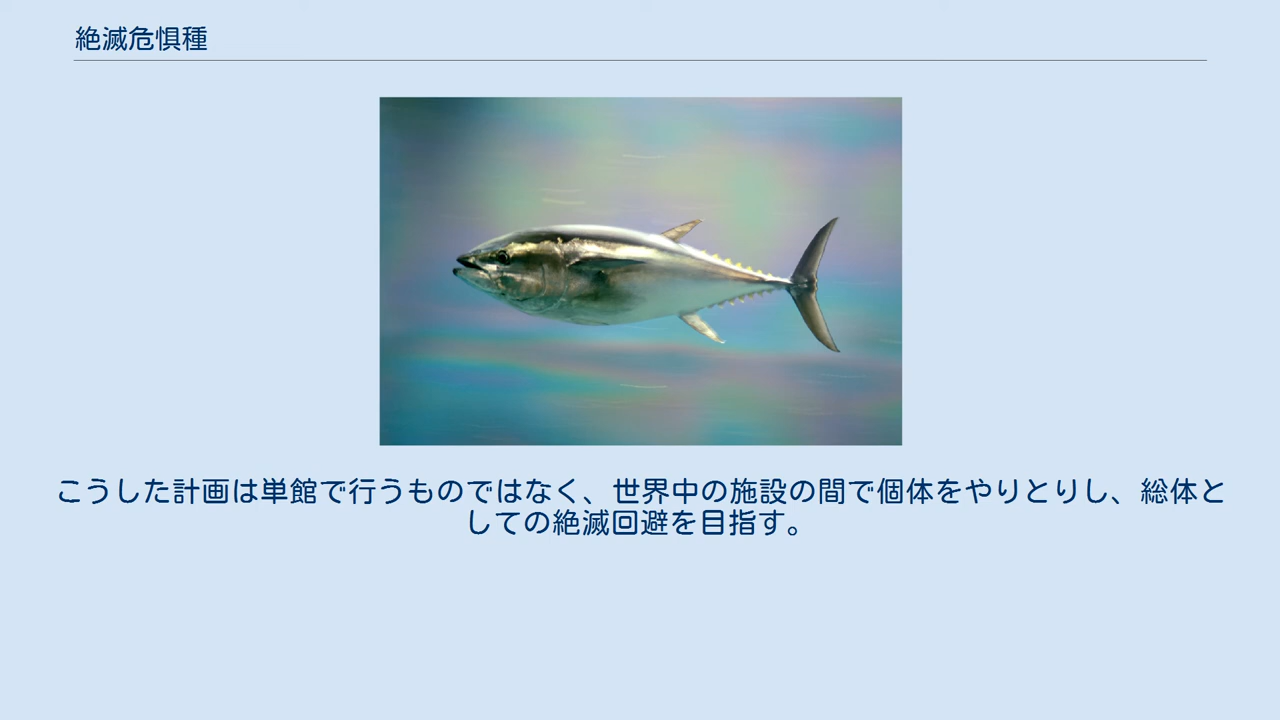 絶滅危惧種
こうした計画は単館で行うものではなく、世界中の施設の間で個体をやりとりし、総体と
しての絶滅回避を目指す。